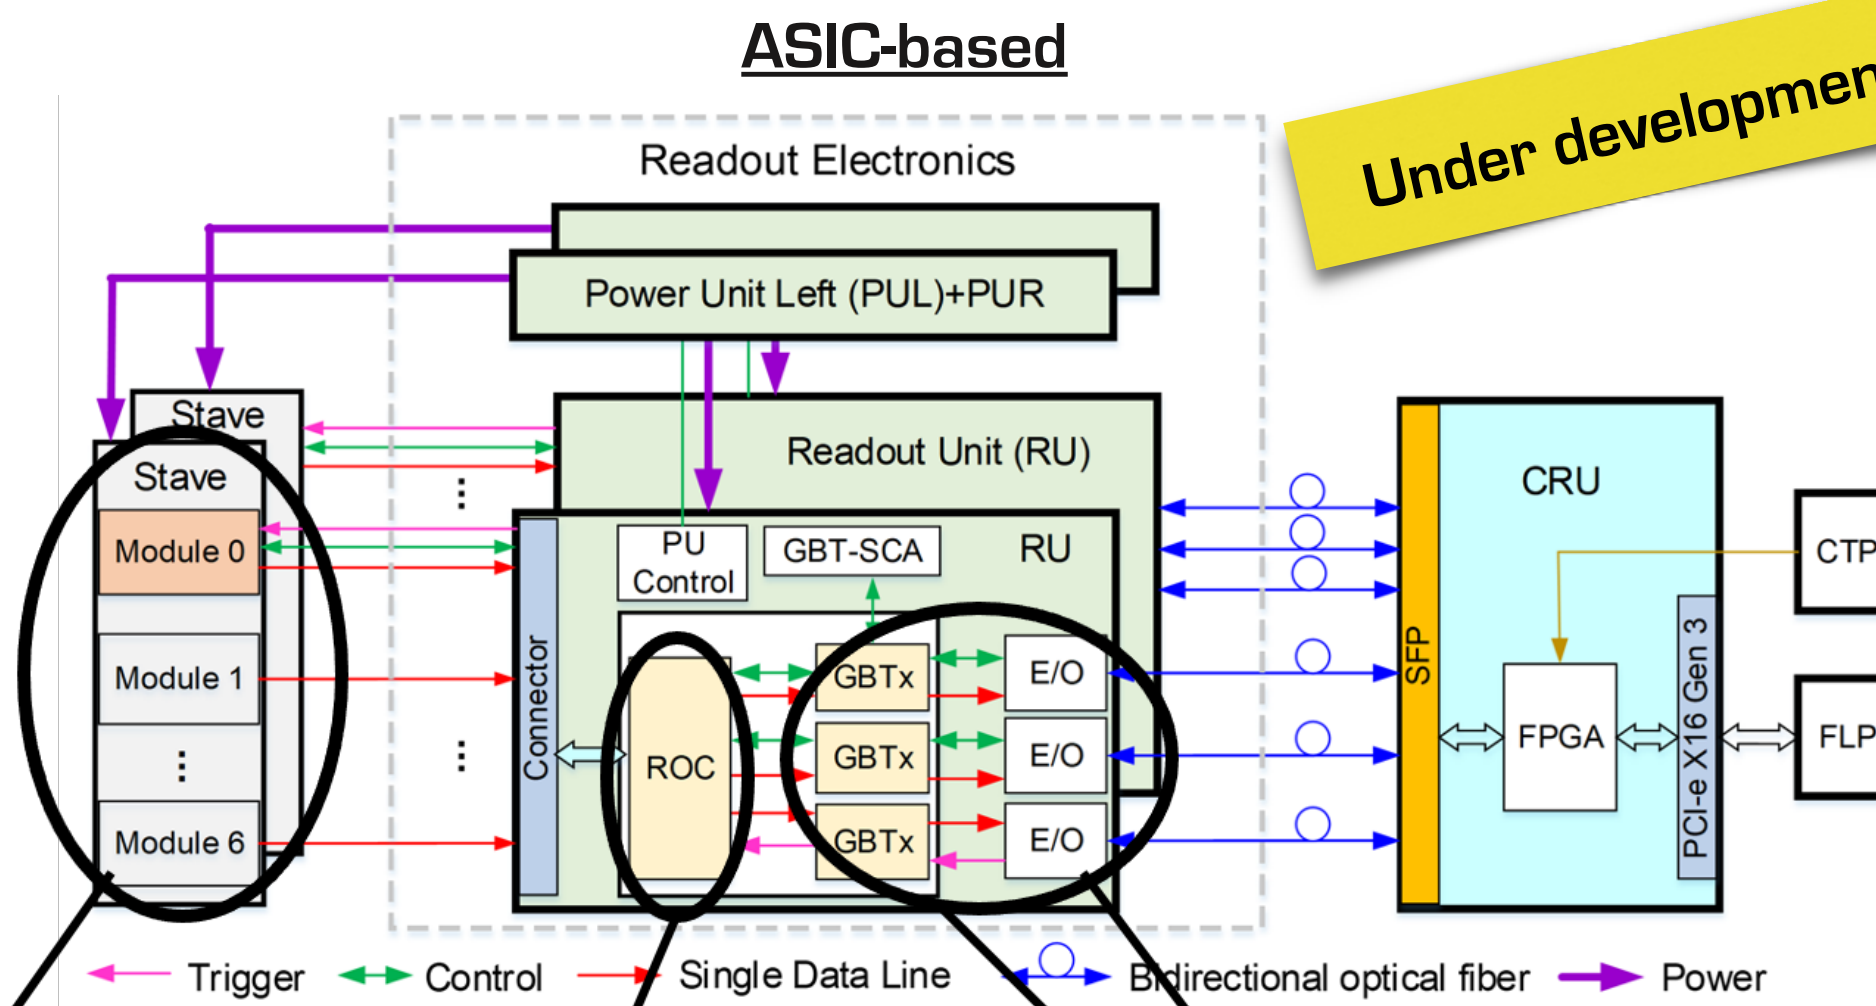 ASIC-based
Under developmen
Readout Electronics
Power Unit Left (PUL)+PUR
Stave
Stave
Module 0
Module 1
⋮
Module 6
⋮
⋮
Readout Unit (RU)
Connector
PU
Control
GBT-SCA
RU
ROC
GBTx
E/O
GBTx
E/O
GBTx
E/O
SFP
CRU
FPGA
PCI-e X16 Gen 3
CTP
FLP
Trigger
Control
Single Data Line
Bidirectional optical fiber
Power